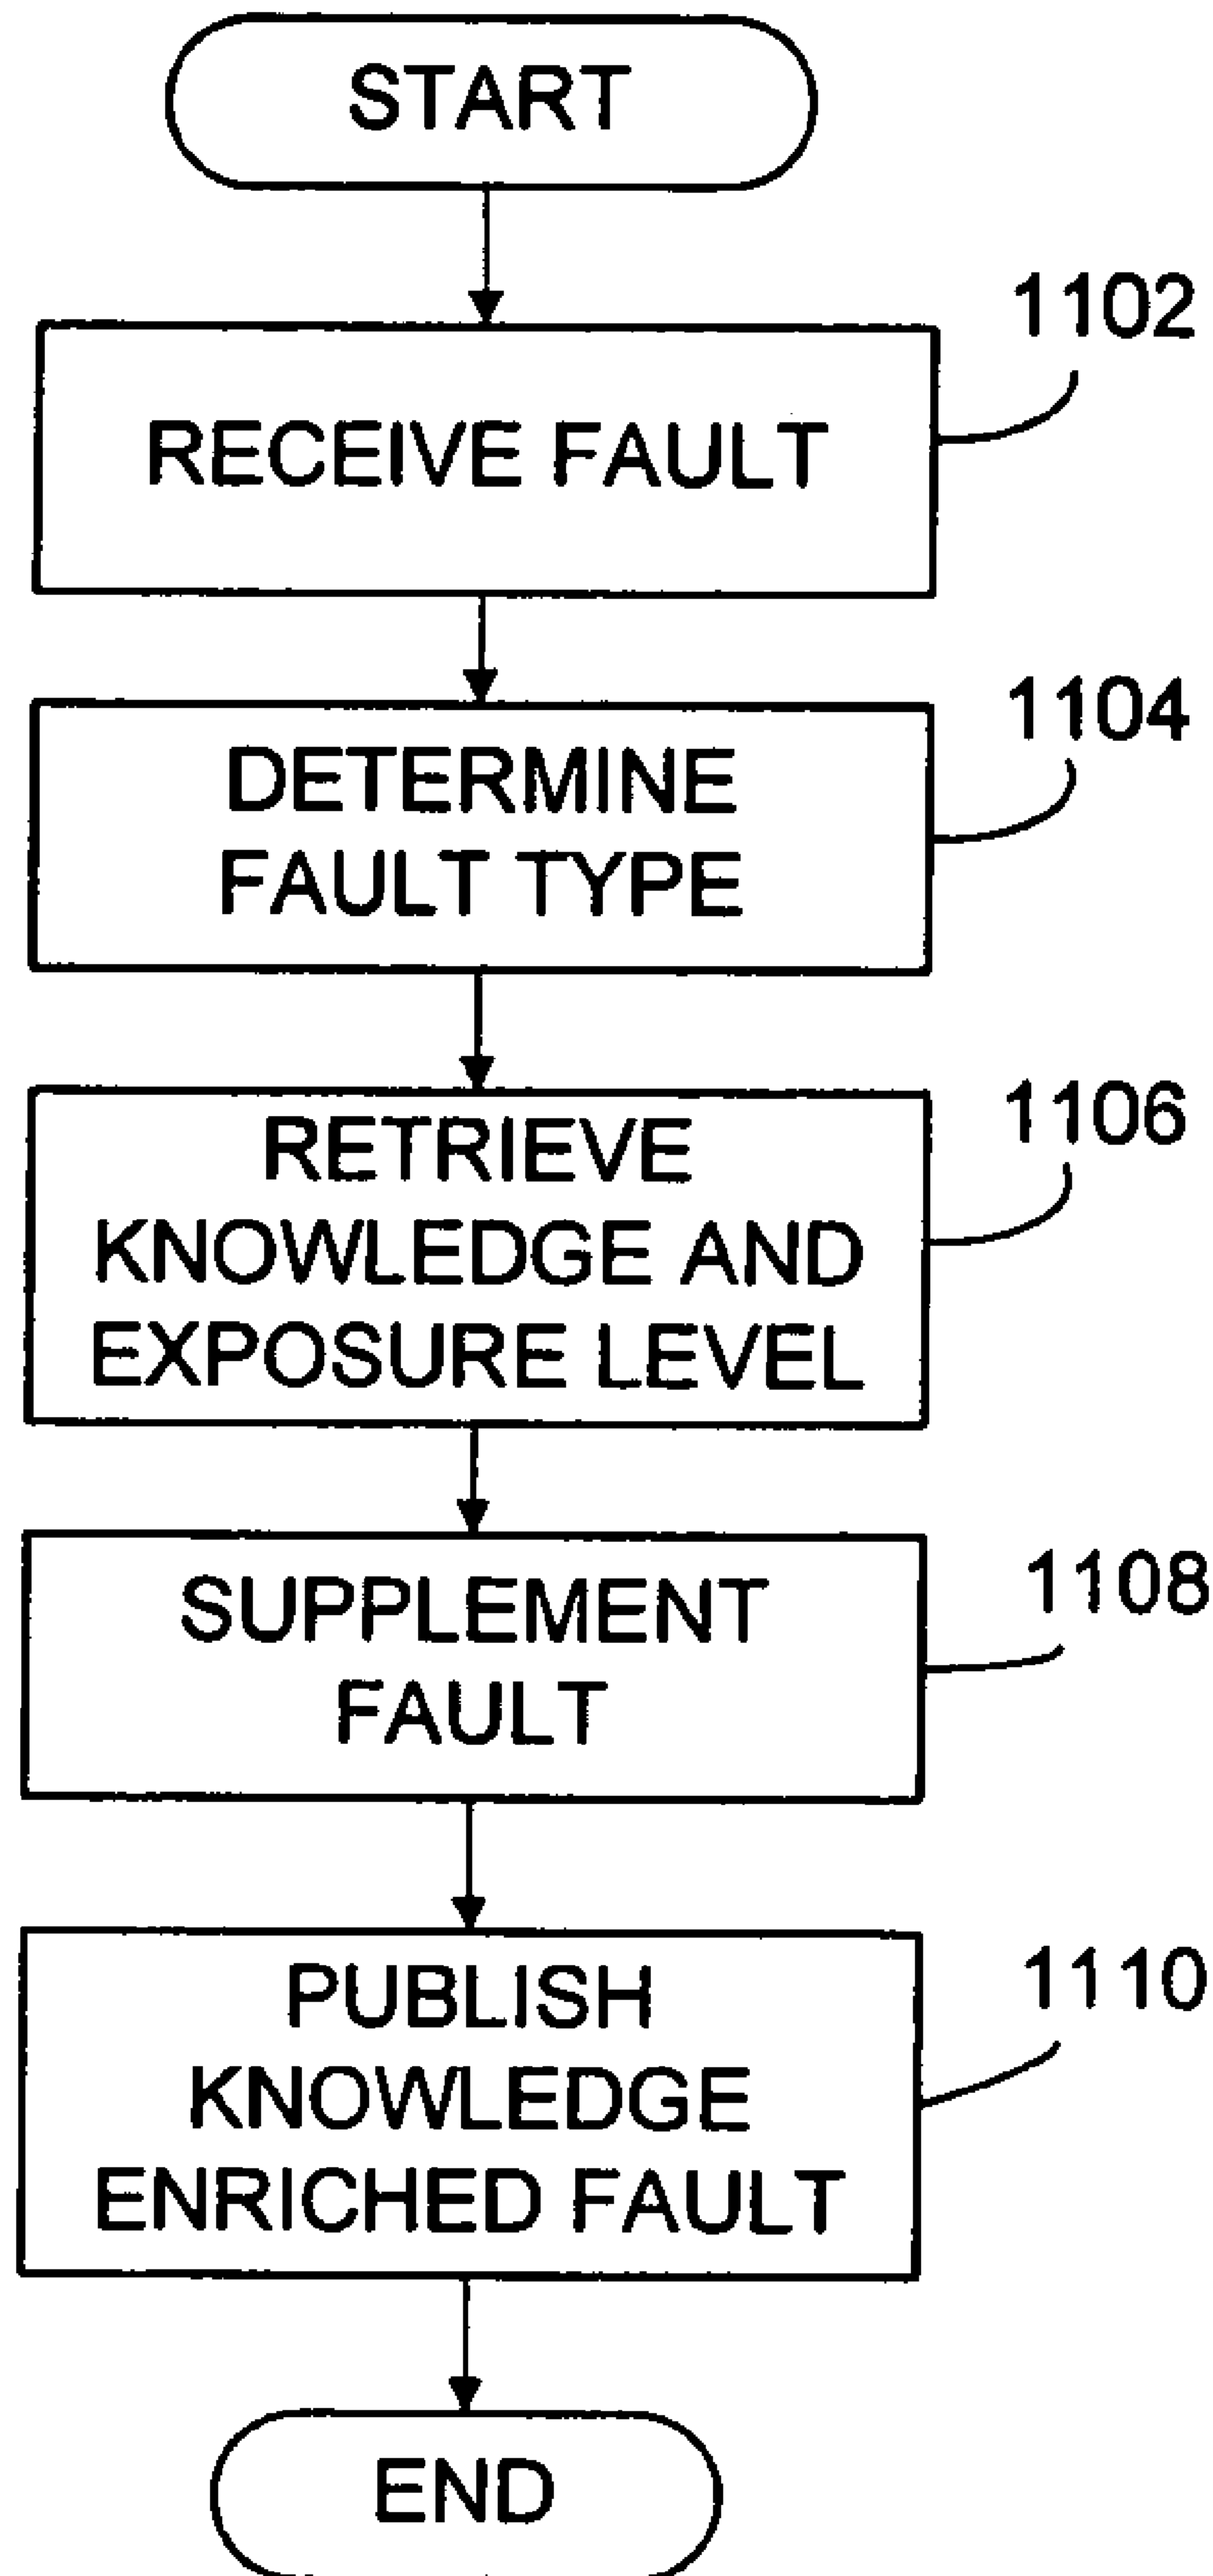 START
1102
RECEIVE FAULT
1104
DETERMINE
FAULT TYPE
1106
RETRIEVE
KNOWLEDGE AND
EXPOSURE LEVEL
1108
SUPPLEMENT
FAULT
1110
PUBLISH
KNOWLEDGE
ENRICHED FAULT
END